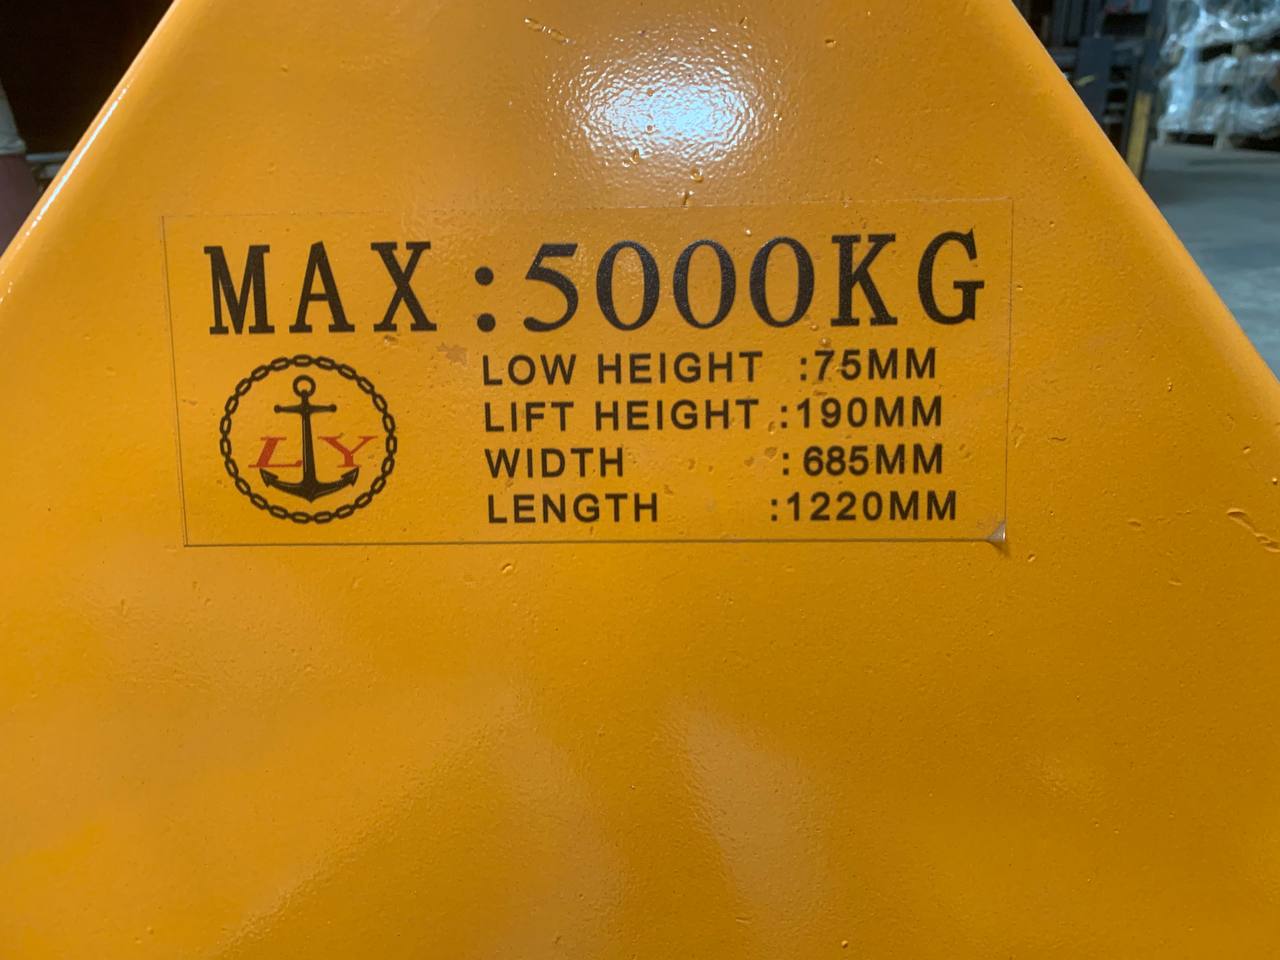 MAX:5000KG
LOW HEIGHT :75MM
LIFT HEIGHT :190MM
WIDTH : 685MM
LENGTH :1220MM
LY